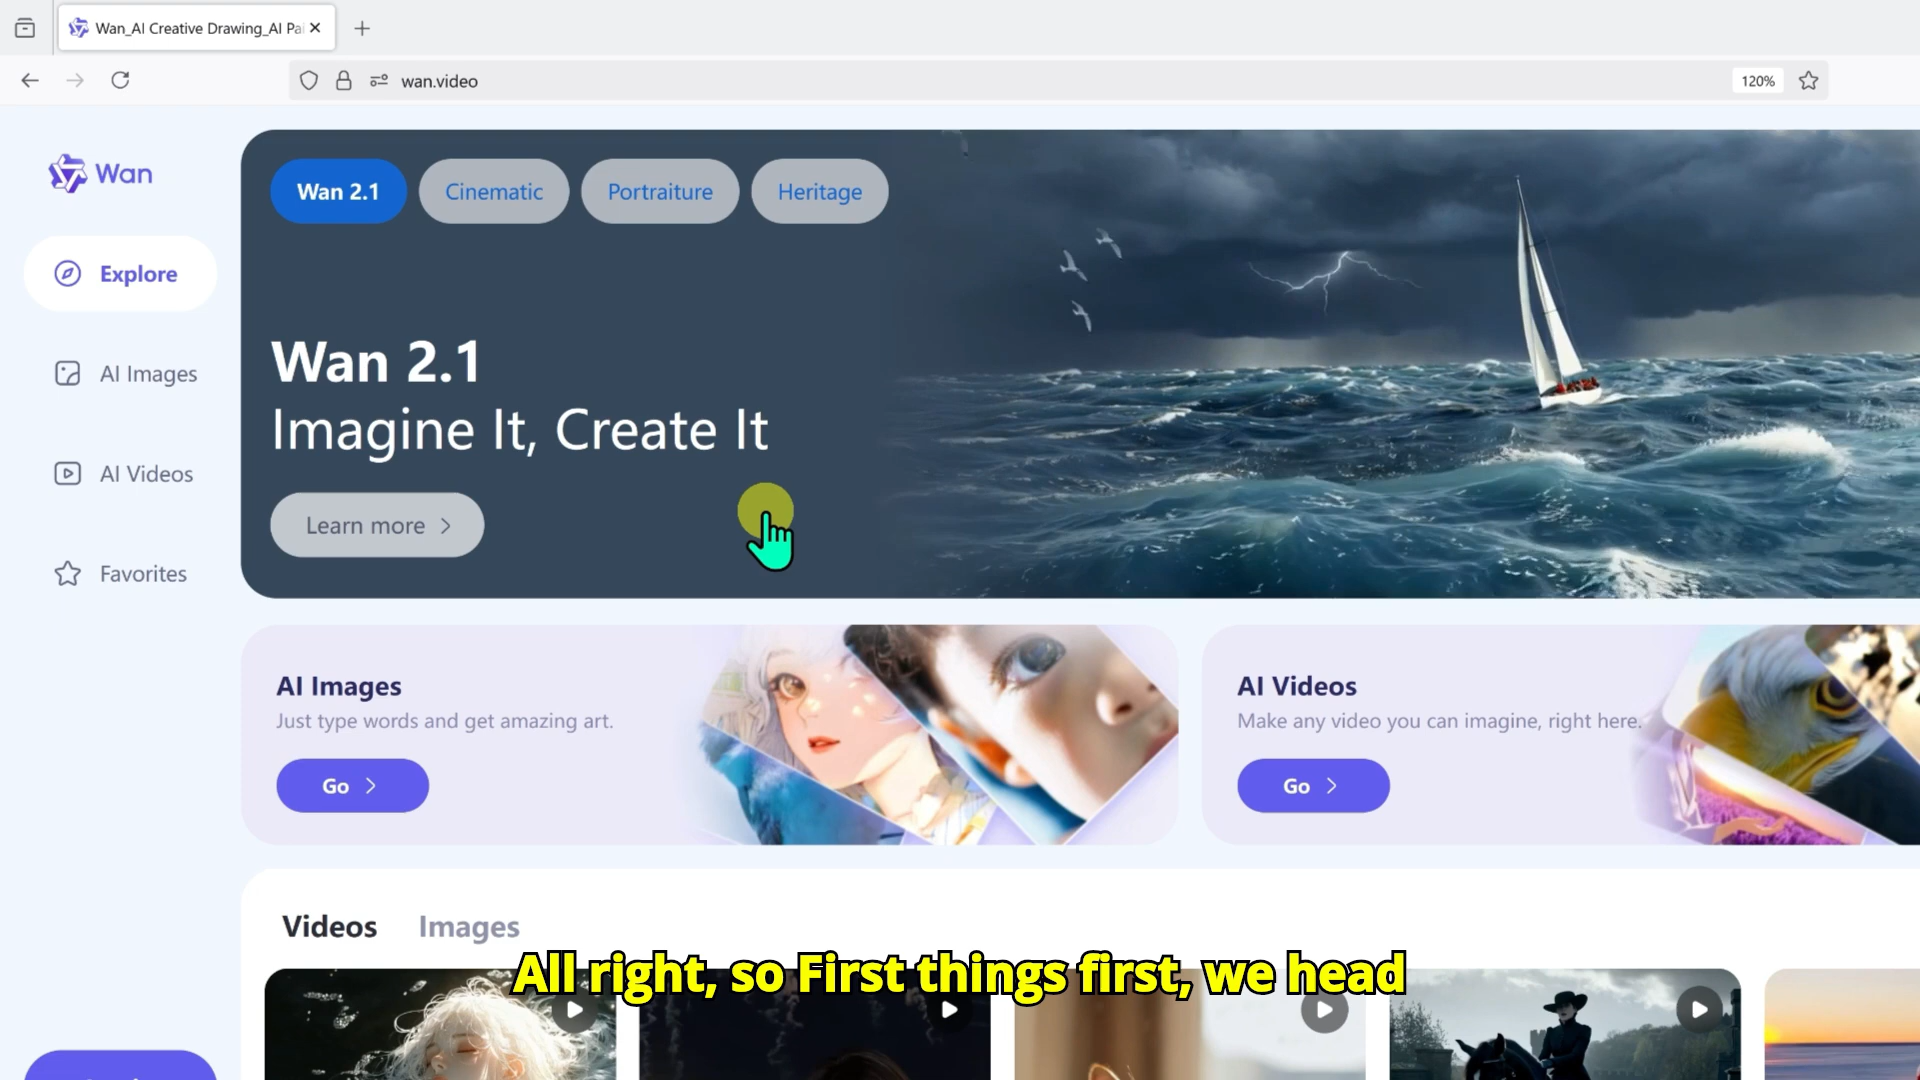 Wan_AI Creative Drawing_AI Pai
wan.video
120%
Wan
Explore
AI Images
AI Videos
Favorites
Wan 2.1
Cinematic
Portraiture
Heritage
Wan 2.1
Imagine It, Create It
Learn more
AI Images
Just type words and get amazing art.
Go
AI Videos
Make any video you can imagine, right here.
Go
Videos
Images
All right, so First things first, we head